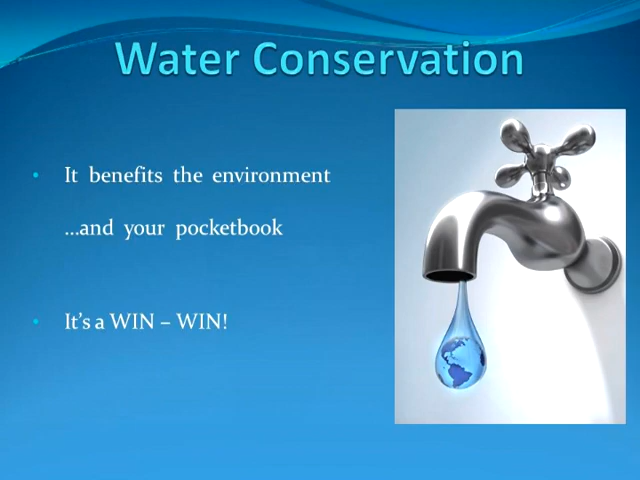 Water Conservation
• It benefits the environment
...and your pocketbook
• It's a WIN – WIN!